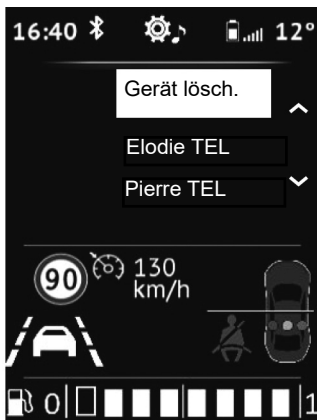 16:40 12°
Gerät lösch.
Elodie TEL
Pierre TEL
90 130
km/h
0 1